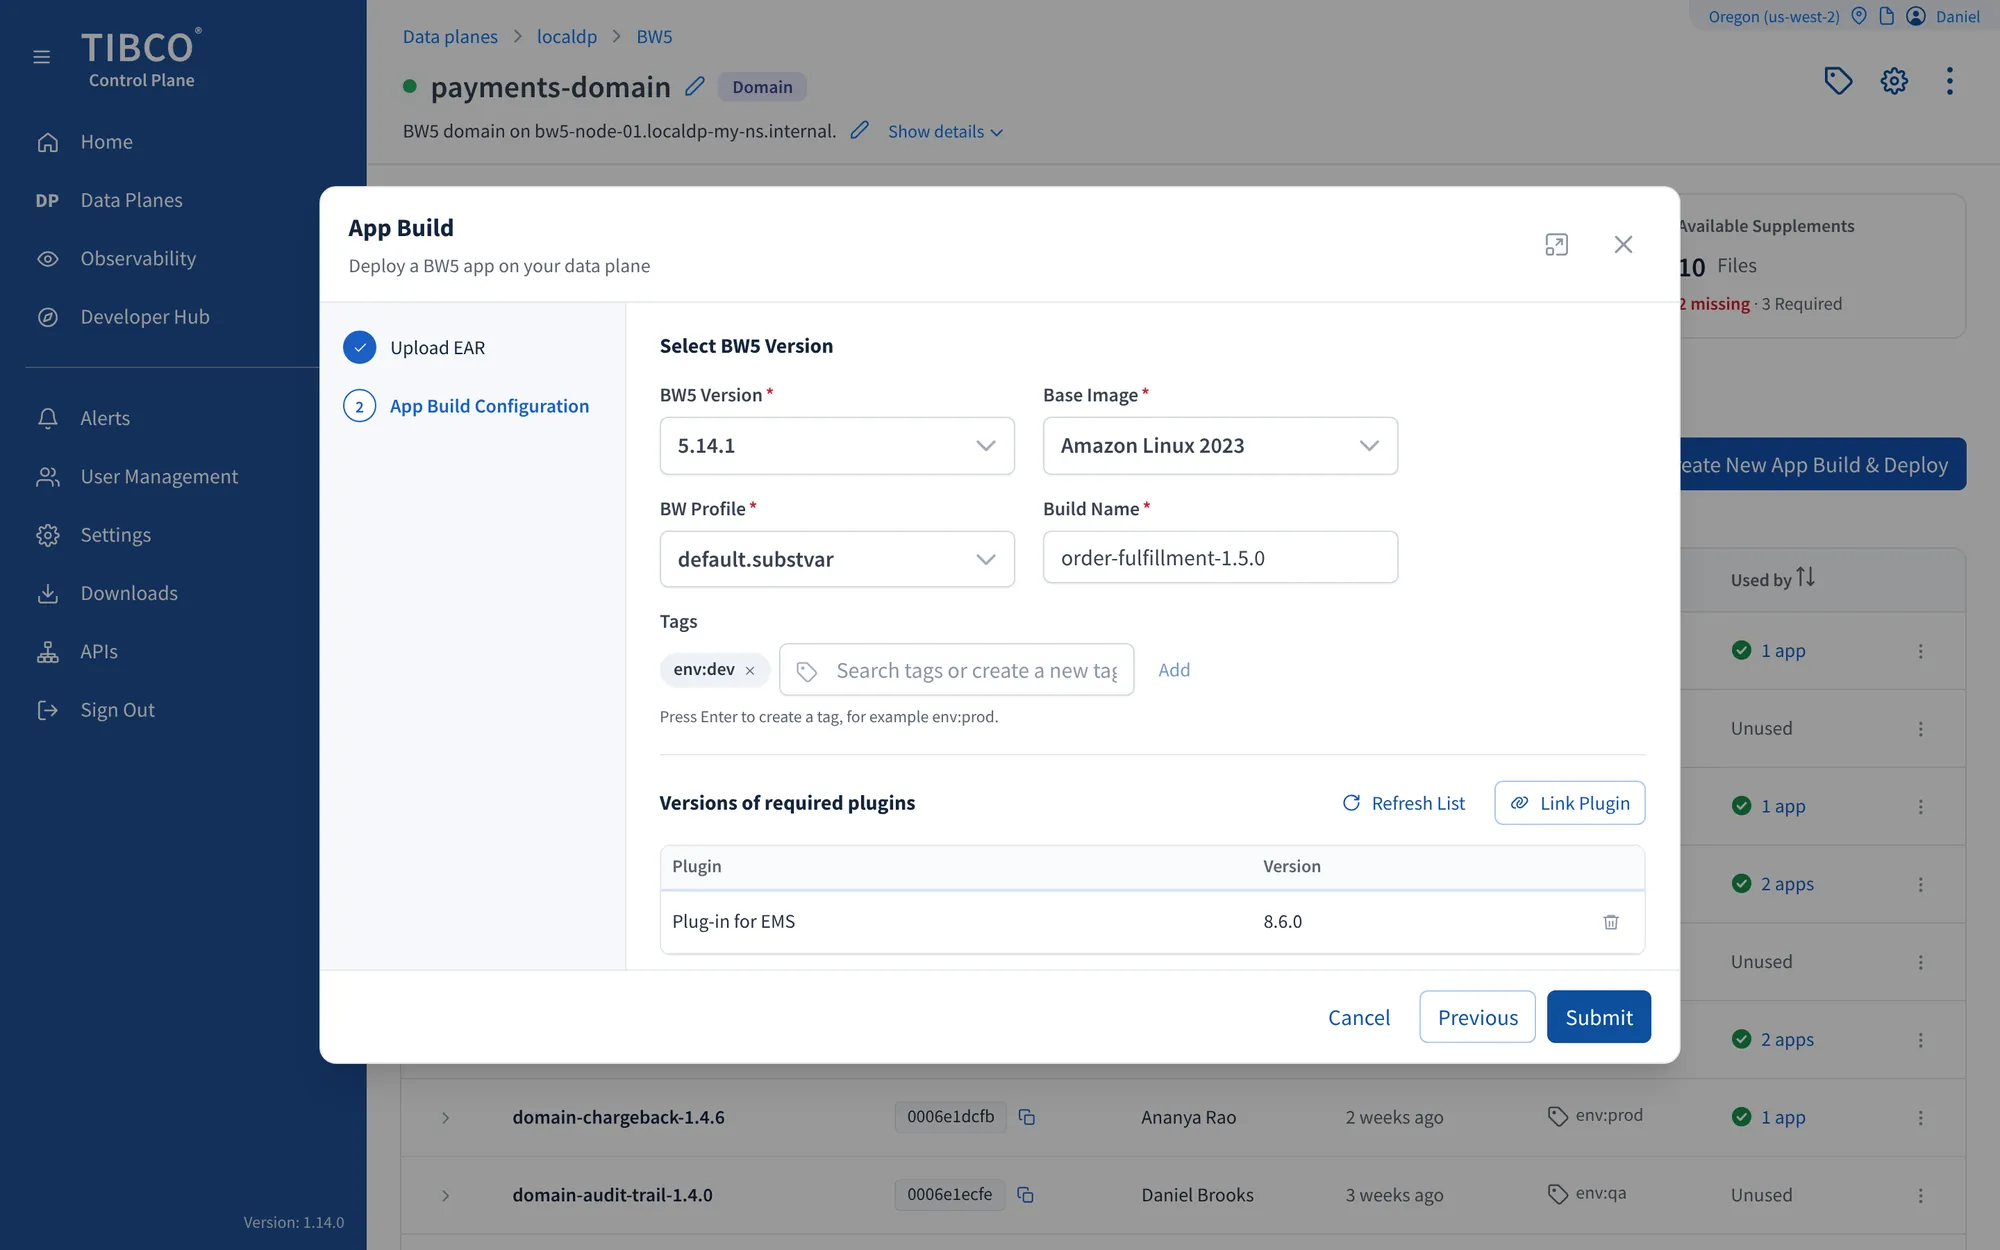 TIBCO®
Control Plane
Home
DP Data Planes
Observability
Developer Hub
Alerts
User Management
Settings
Downloads
APIs
Sign Out
Version: 1.14.0
Oregon (us-west-2) Daniel
Data planes > localdp > BW5
payments-domain Domain
BW5 domain on bw5-node-01.localdp-my-ns.internal. Show details
Available Supplements
10 Files
2 missing · 3 Required
eate New App Build & Deploy
Used by
1 app
Unused
1 app
2 apps
Unused
2 apps
domain-chargeback-1.4.6 0006e1dcfb Ananya Rao 2 weeks ago env:prod 1 app
domain-audit-trail-1.4.0 0006e1ecfe Daniel Brooks 3 weeks ago env:qa Unused
App Build
Deploy a BW5 app on your data plane
Upload EAR
2 App Build Configuration
Select BW5 Version
BW5 Version * Base Image *
5.14.1 Amazon Linux 2023
BW Profile * Build Name *
default.substvar order-fulfillment-1.5.0
Tags
env:dev × Search tags or create a new tag Add
Press Enter to create a tag, for example env:prod.
Versions of required plugins Refresh List Link Plugin
Plugin Version
Plug-in for EMS 8.6.0
Cancel Previous Submit